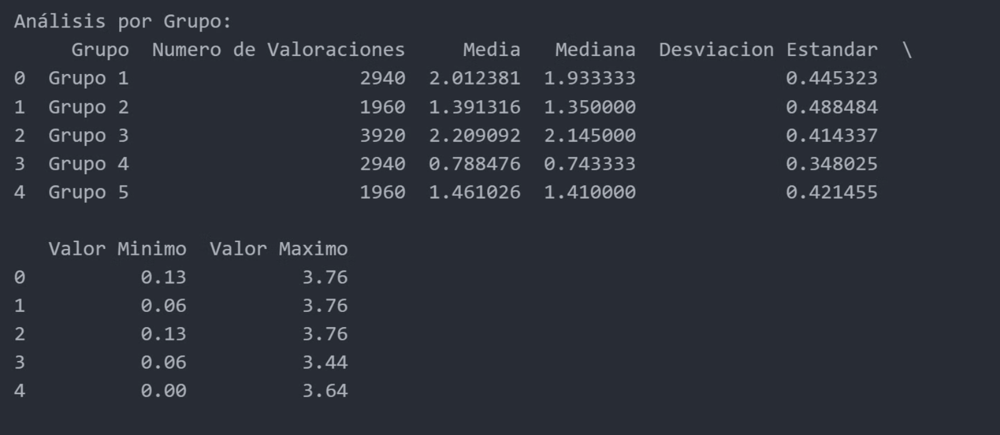 Análisis por Grupo:
Grupo Numero de Valoraciones Media Mediana Desviacion Estandar \
0 Grupo 1 2940 2.012381 1.933333 0.445323
1 Grupo 2 1960 1.391316 1.350000 0.488484
2 Grupo 3 3920 2.209092 2.145000 0.414337
3 Grupo 4 2940 0.788476 0.743333 0.348025
4 Grupo 5 1960 1.461026 1.410000 0.421455
Valor Minimo Valor Maximo
0 0.13 3.76
1 0.06 3.76
2 0.13 3.76
3 0.06 3.44
4 0.00 3.64